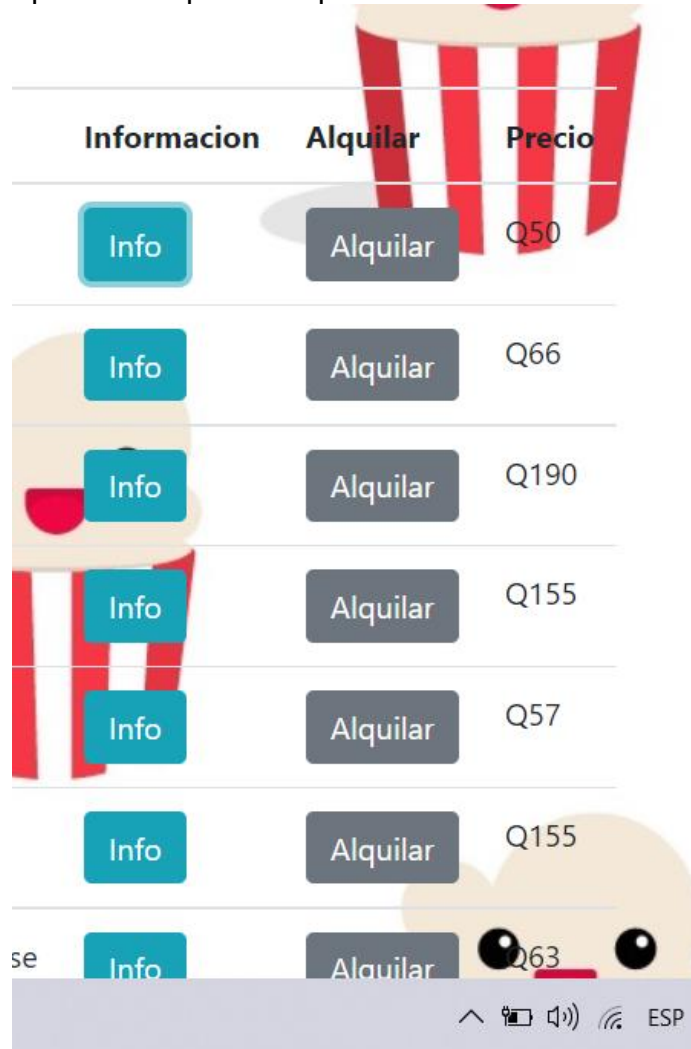 Informacion Alquilar Precio
Info Alquilar Q50
Info Alquilar Q66
Info Alquilar Q190
Info Alquilar Q155
Info Alquilar Q57
Info Alquilar Q155
se Info Alquilar Q63
ESP